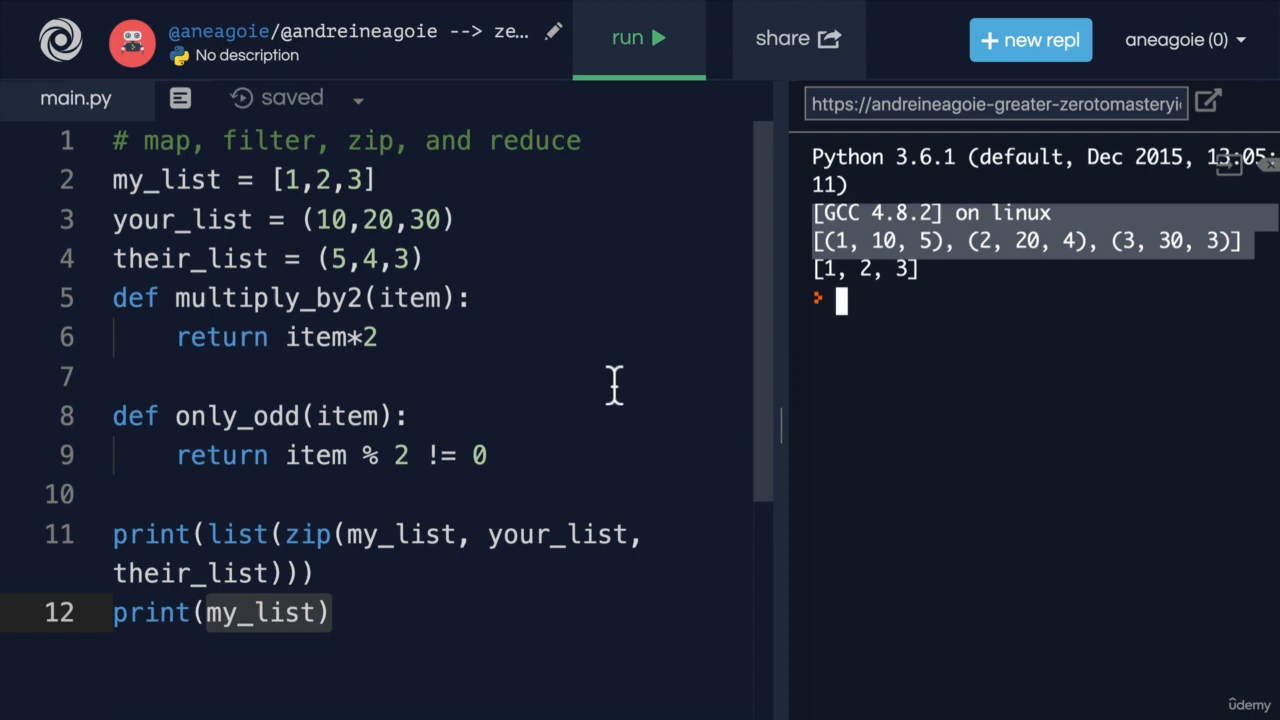 @aneagoie/@andreineagoie --> ze...
No description
run
share
+ new repl
aneagoie (0)
main.py
saved
https://andreineagoie-greater-zerotomasteryi
1 # map, filter, zip, and reduce
2 my_list = [1,2,3]
3 your_list = (10,20,30)
4 their_list = (5,4,3)
5 def multiply_by2(item):
6 return item*2
7
8 def only_odd(item):
9 return item % 2 != 0
10
11 print(list(zip(my_list, your_list,
their_list)))
12 print(my_list)
Python 3.6.1 (default, Dec 2015, 13:05:
11)
[GCC 4.8.2] on linux
[(1, 10, 5), (2, 20, 4), (3, 30, 3)]
[1, 2, 3]
ûdemy